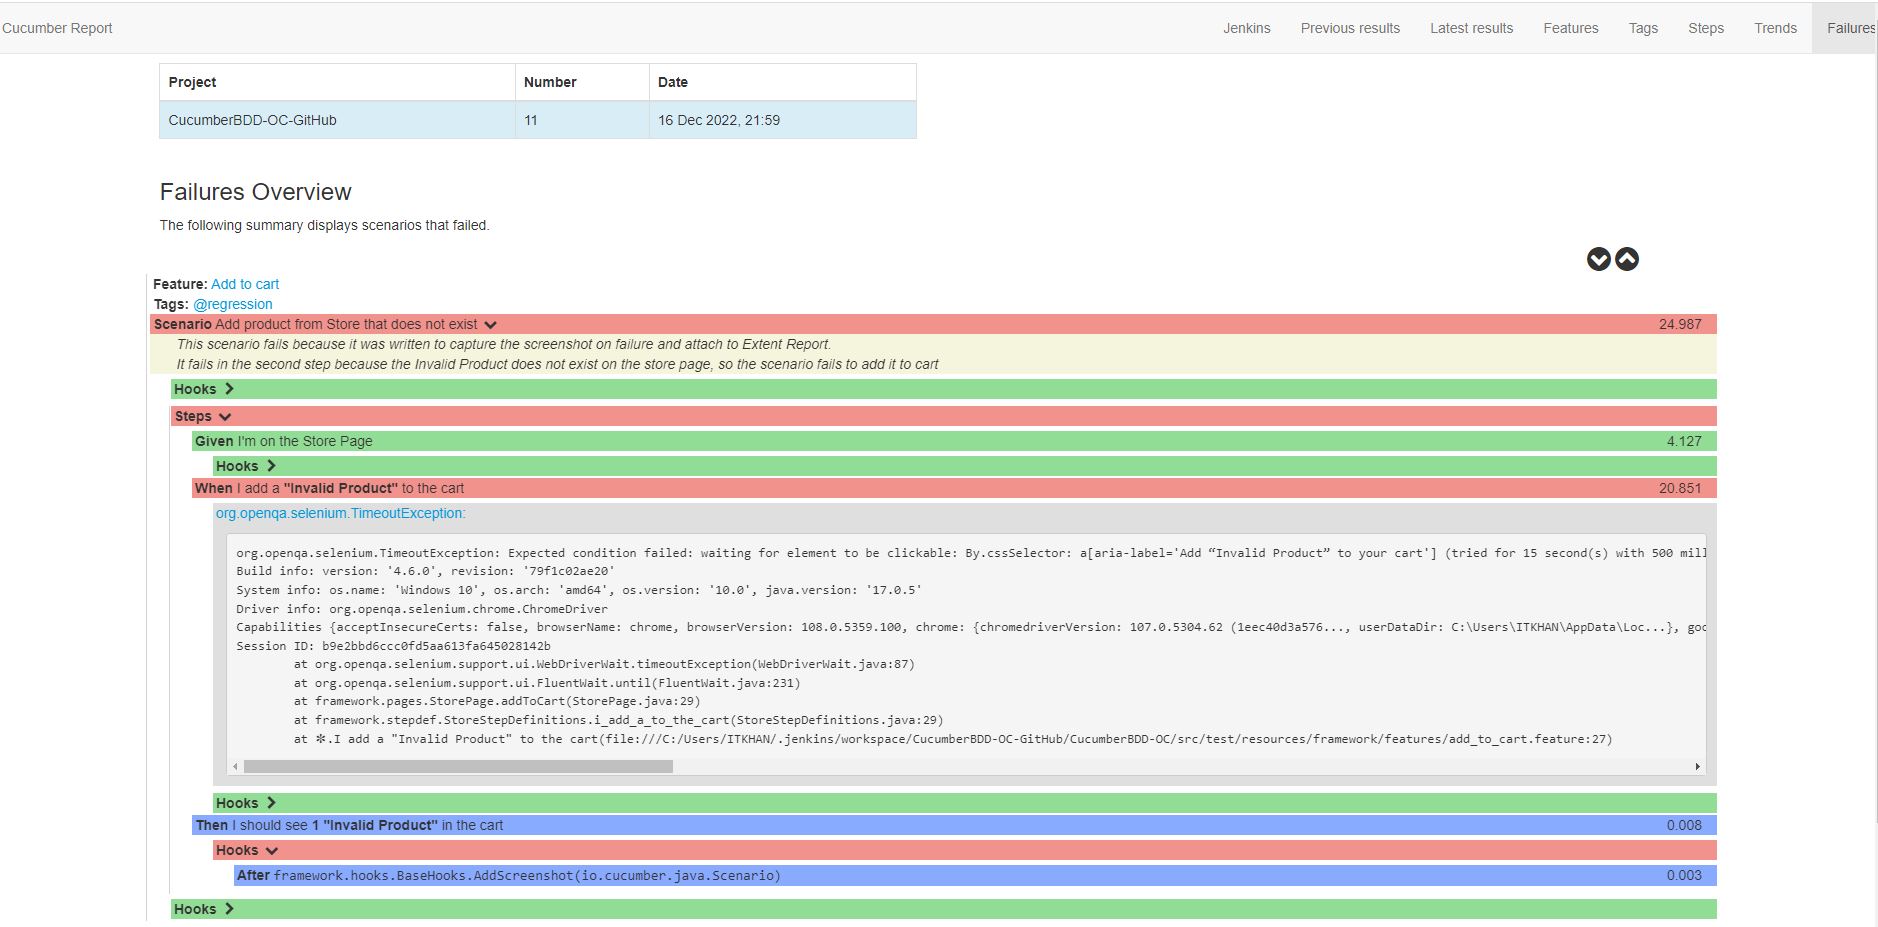 Cucumber Report
Jenkins Previous results Latest results Features Tags Steps Trends Failures
Project Number Date
CucumberBDD-OC-GitHub 11 16 Dec 2022, 21:59
Failures Overview
The following summary displays scenarios that failed.
Feature: Add to cart
Tags: @regression
Scenario Add product from Store that does not exist 24.987
This scenario fails because it was written to capture the screenshot on failure and attach to Extent Report.
It fails in the second step because the Invalid Product does not exist on the store page, so the scenario fails to add it to cart
Hooks
Steps
Given I'm on the Store Page 4.127
Hooks
When I add a "Invalid Product" to the cart 20.851
org.openqa.selenium.TimeoutException:
org.openqa.selenium.TimeoutException: Expected condition failed: waiting for element to be clickable: By.cssSelector: a[aria-label='Add “Invalid Product” to your cart'] (tried for 15 second(s) with 500 mill
Build info: version: '4.6.0', revision: '79f1c02ae20'
System info: os.name: 'Windows 10', os.arch: 'amd64', os.version: '10.0', java.version: '17.0.5'
Driver info: org.openqa.selenium.chrome.ChromeDriver
Capabilities {acceptInsecureCerts: false, browserName: chrome, browserVersion: 108.0.5359.100, chrome: {chromedriverVersion: 107.0.5304.62 (1eec40d3a576..., userDataDir: C:\Users\ITKHAN\AppData\Loc...}, goo
Session ID: b9e2bbd6ccc0fd5aa613fa645028142b
at org.openqa.selenium.support.ui.WebDriverWait.timeoutException(WebDriverWait.java:87)
at org.openqa.selenium.support.ui.FluentWait.until(FluentWait.java:231)
at framework.pages.StorePage.addToCart(StorePage.java:29)
at framework.stepdef.StoreStepDefinitions.i_add_a_to_the_cart(StoreStepDefinitions.java:29)
at ✽.I add a "Invalid Product" to the cart(file:///C:/Users/ITKHAN/.jenkins/workspace/CucumberBDD-OC-GitHub/CucumberBDD-OC/src/test/resources/framework/features/add_to_cart.feature:27)
Hooks
Then I should see 1 "Invalid Product" in the cart 0.008
Hooks
After framework.hooks.BaseHooks.AddScreenshot(io.cucumber.java.Scenario) 0.003
Hooks